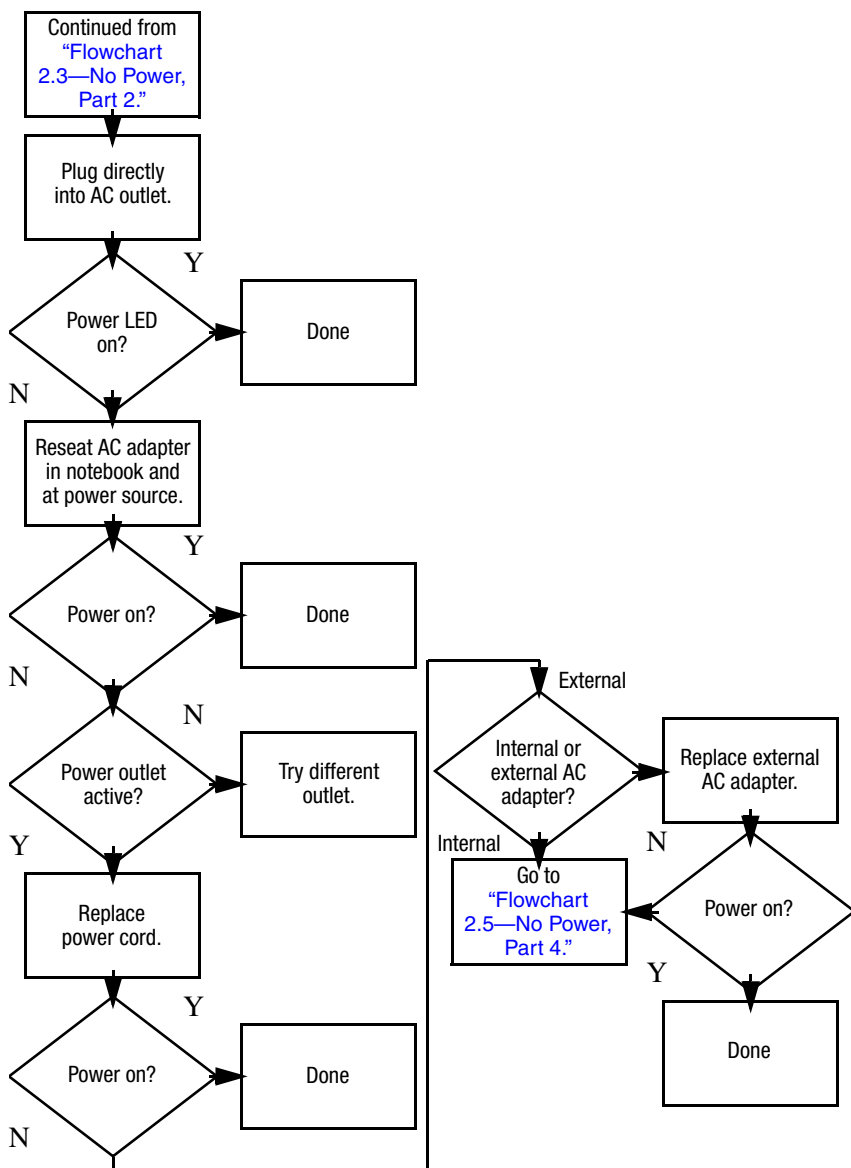 Continued from
“Flowchart
2.3—No Power,
Part 2.”
Plug directly
into AC outlet.
Y
Power LED
on?
Done
N
Reseat AC adapter
in notebook and
at power source.
Y
Power on?
Done
N
N
Power outlet
active?
Try different
outlet.
Y
Replace
power cord.
Y
Power on?
Done
N
External
Internal or
external AC
adapter?
Replace external
AC adapter.
Internal
N
Go to
“Flowchart
2.5—No Power,
Part 4.”
Power on?
Y
Done